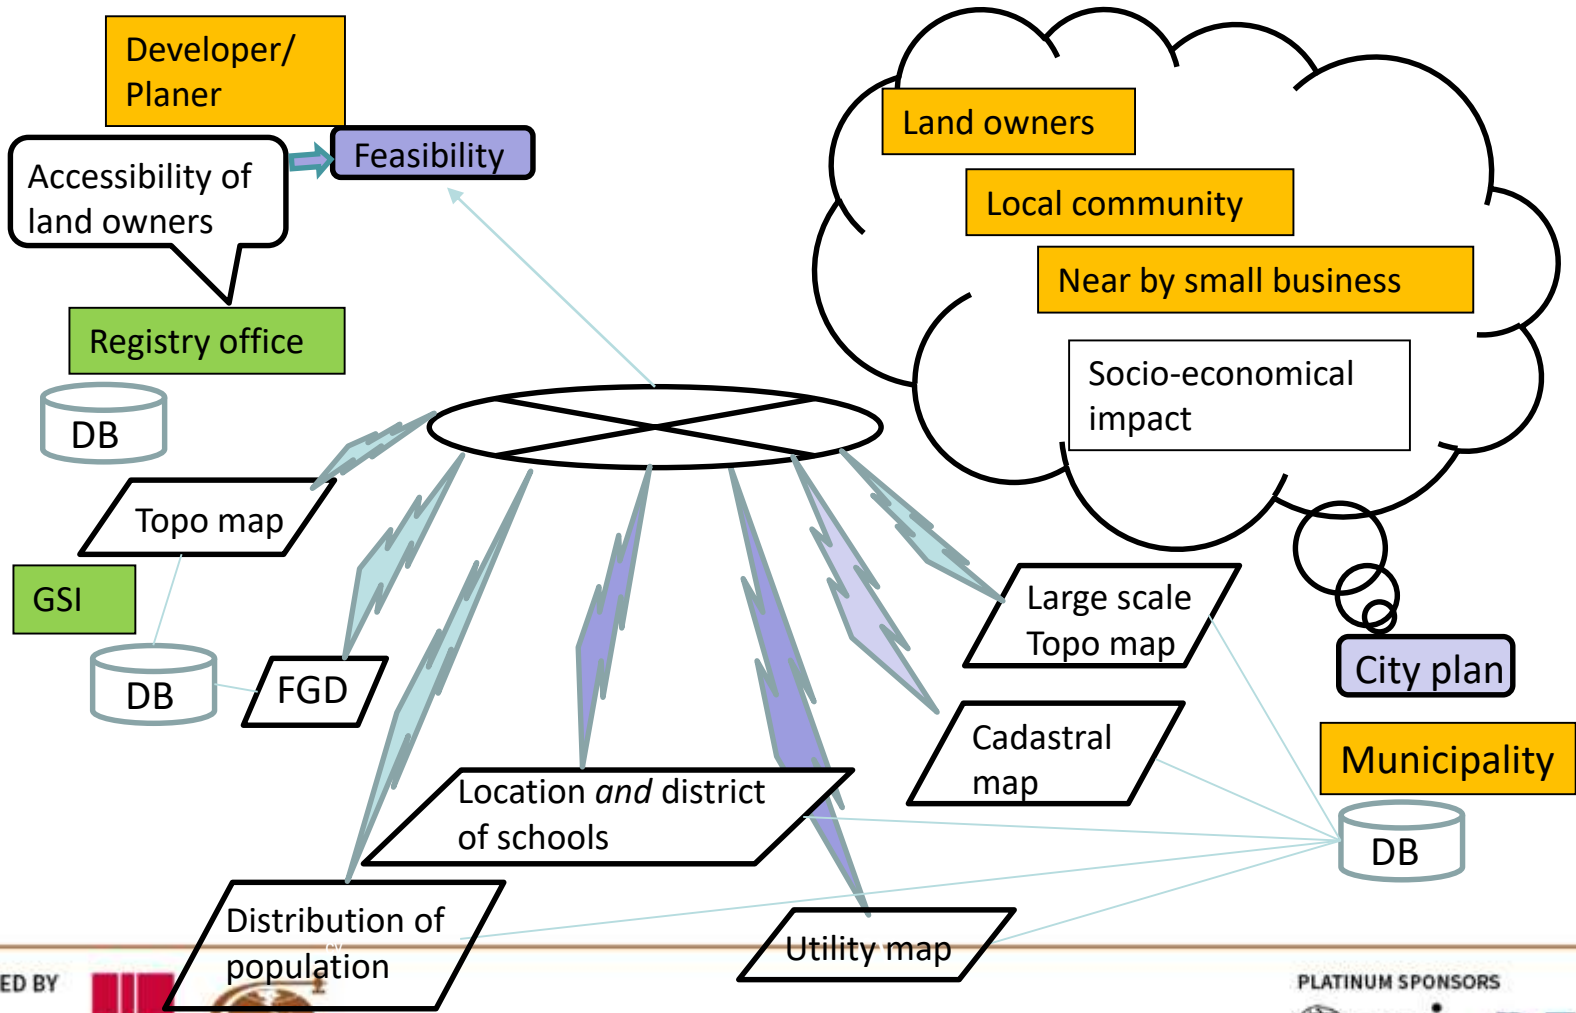 Developer/
Planer
Feasibility
Accessibility of
land owners
Registry office
DB
Topo map
GSI
DB
FGD
Land owners
Local community
Near by small business
Socio-economical
impact
Large scale
Topo map
City plan
Cadastral
map
Municipality
DB
Location and district
of schools
Distribution of
population
Utility map
ED BY
PLATINUM SPONSORS